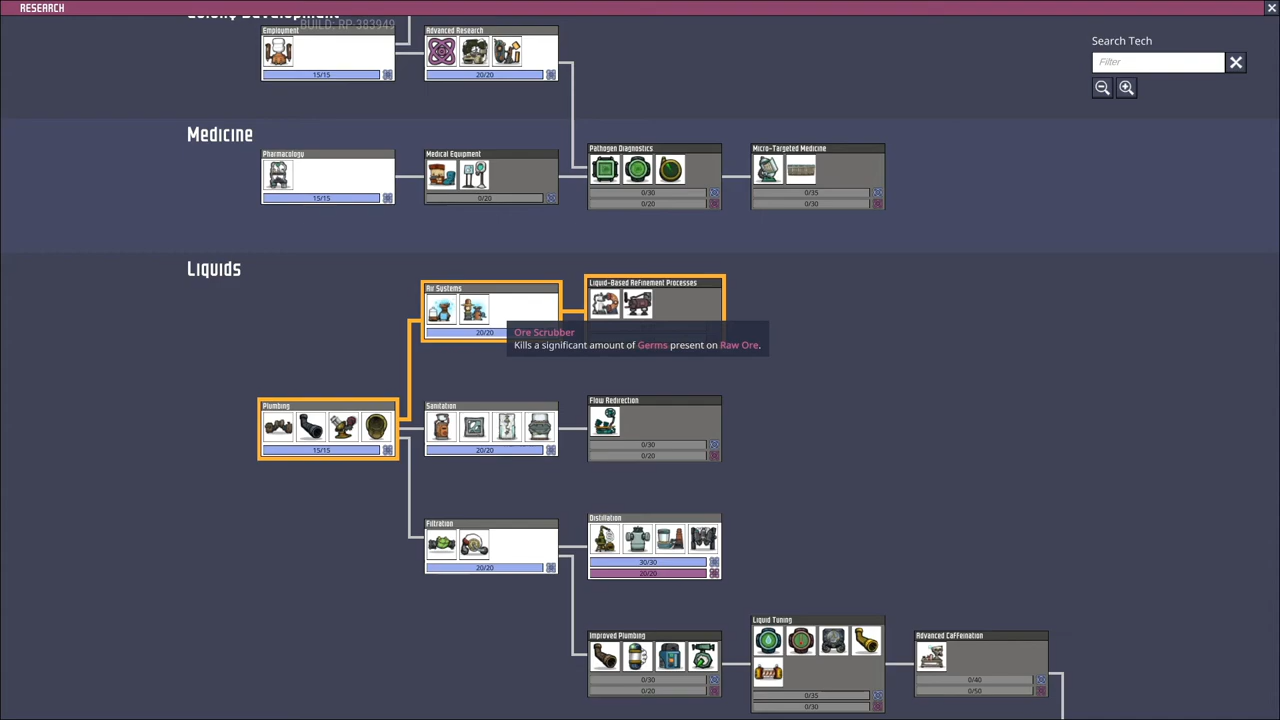 RESEARCH
Colony Development
BUILD: RP-383949
Employment
Advanced Research
15/15
20/20
Search Tech
Filter
Medicine
Pharmacology
Medical Equipment
Pathogen Diagnostics
Micro-Targeted Medicine
15/15
0/20
0/30
0/20
0/35
0/30
Liquids
Air Systems
Liquid-Based Refinement Processes
20/20
Ore Scrubber
Kills a significant amount of Germs present on Raw Ore.
Plumbing
Sanitation
Flow Redirection
15/15
20/20
0/30
0/20
Filtration
Distillation
20/20
30/30
20/20
Improved Plumbing
Liquid Tuning
Advanced Caffeination
0/30
0/20
0/35
0/30
0/40
0/50